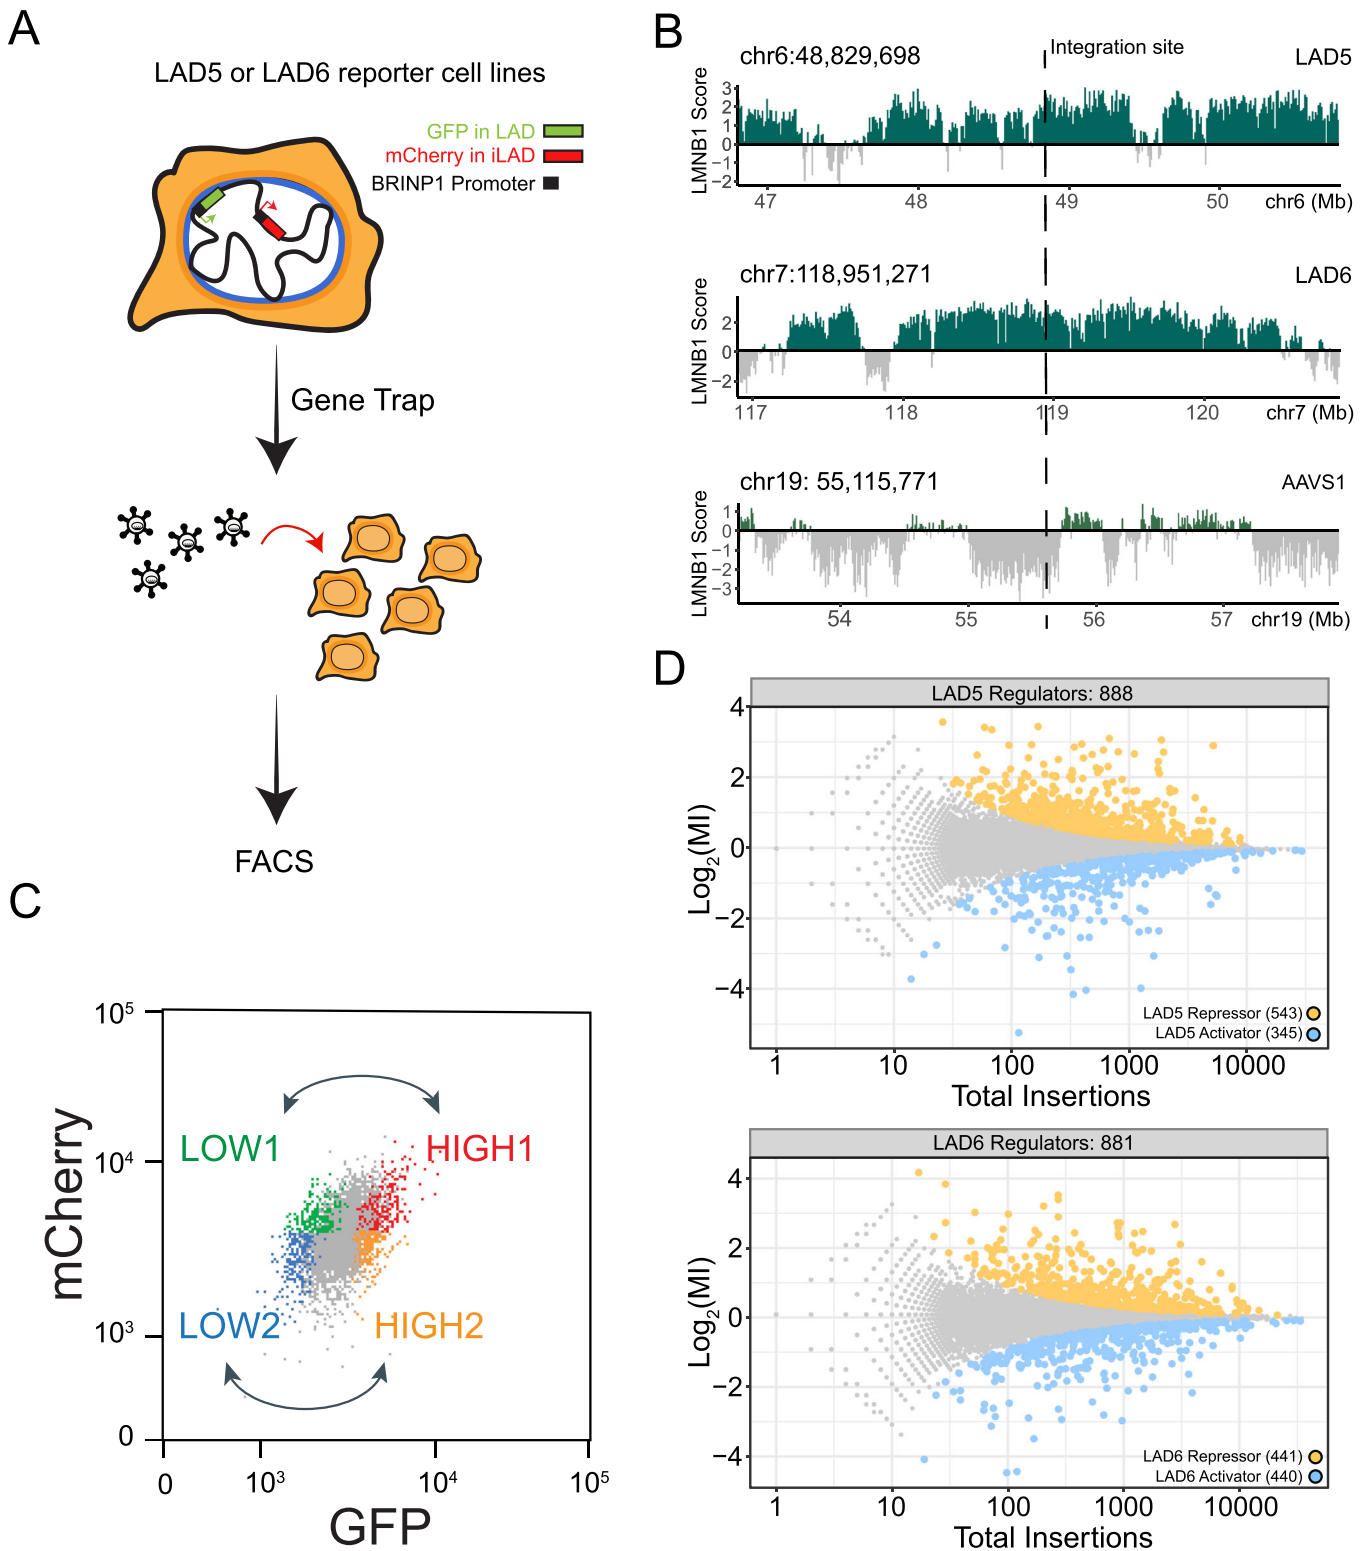 A
LAD5 or LAD6 reporter cell lines
GFP in LAD
mCherry in iLAD
BRINP1 Promoter
Gene Trap
FACS
B
Integration site
chr6:48,829,698
LAD5
LMNB1 Score
3
2
1
0
−1
−2
47 48 49 50 chr6 (Mb)
chr7:118,951,271
LAD6
LMNB1 Score
2
0
−2
117 118 119 120 chr7 (Mb)
chr19: 55,115,771
AAVS1
LMNB1 Score
1
0
−1
−2
−3
54 55 56 57 chr19 (Mb)
C
mCherry
10⁵
10⁴
10³
0
LOW1
HIGH1
LOW2
HIGH2
0 10³ 10⁴ 10⁵
GFP
D
LAD5 Regulators: 888
Log₂(MI)
4
2
0
−2
−4
LAD5 Repressor (543)
LAD5 Activator (345)
1 10 100 1000 10000
Total Insertions
LAD6 Regulators: 881
Log₂(MI)
4
2
0
−2
−4
LAD6 Repressor (441)
LAD6 Activator (440)
1 10 100 1000 10000
Total Insertions